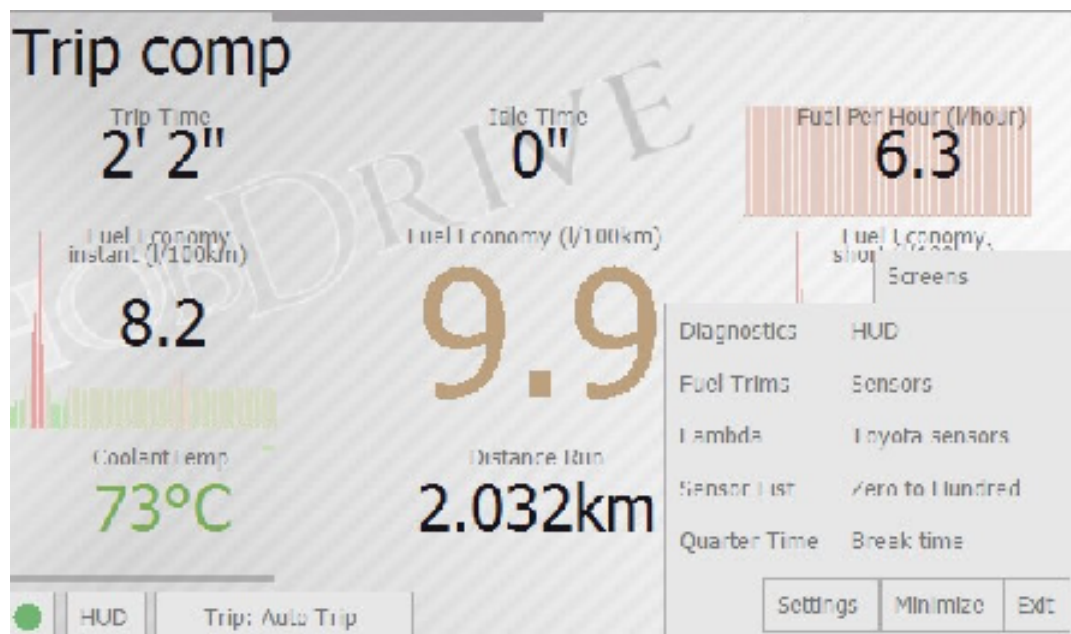 Trip comp
Trip Time
2' 2"
Idle Time
0"
Fuel Per Hour (l/hour)
6.3
Fuel Economy
instant (l/100km)
8.2
Fuel Economy (l/100km)
9.9
Fuel Economy,
HOBDRIVE
Screens
Diagnostics HUD
Fuel Trims Sensors
Lambda Toyota sensors
Sensor List Zero to Hundred
Quarter Time Break time
Coolant Temp
73°C
Distance Run
2.032km
Settings Minimize Exit
HUD Trip: Auto Trip